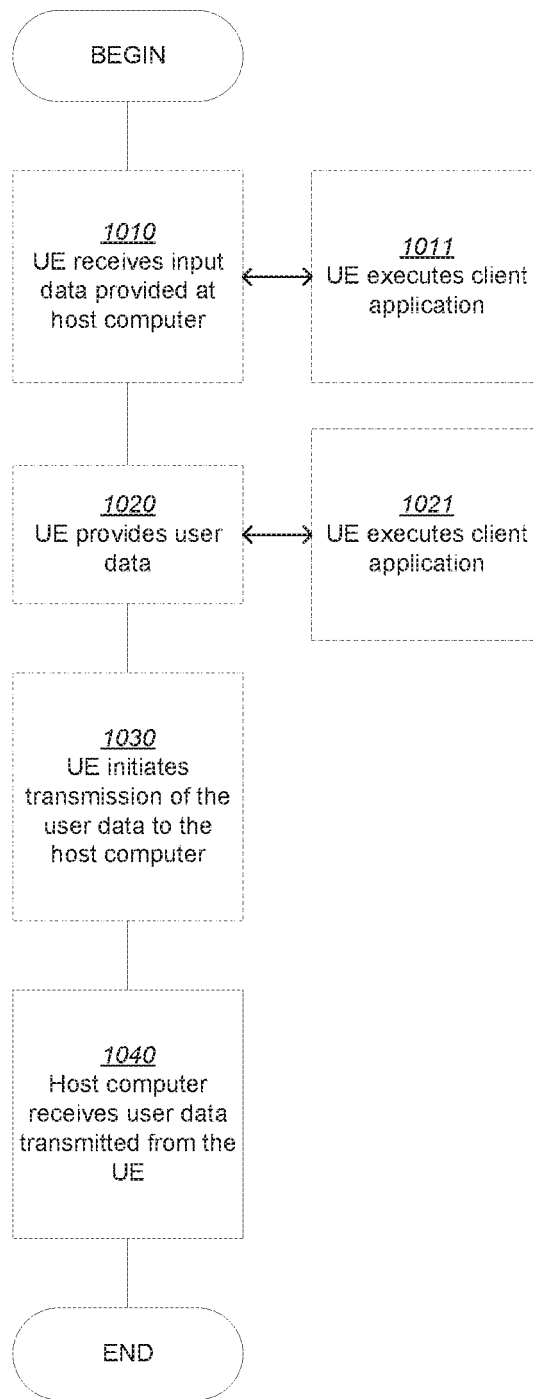 BEGIN
1010
UE receives input
data provided at
host computer
1011
UE executes client
application
1020
UE provides user
data
1021
UE executes client
application
1030
UE initiates
transmission of the
user data to the
host computer
1040
Host computer
receives user data
transmitted from the
UE
END